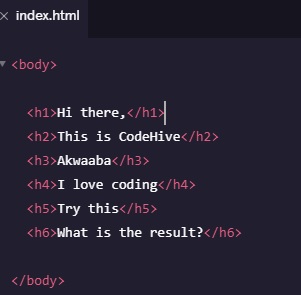 index.html
<body>
<h1>Hi there,</h1>
<h2>This is CodeHive</h2>
<h3>Akwaaba</h3>
<h4>I love coding</h4>
<h5>Try this</h5>
<h6>What is the result?</h6>
</body>